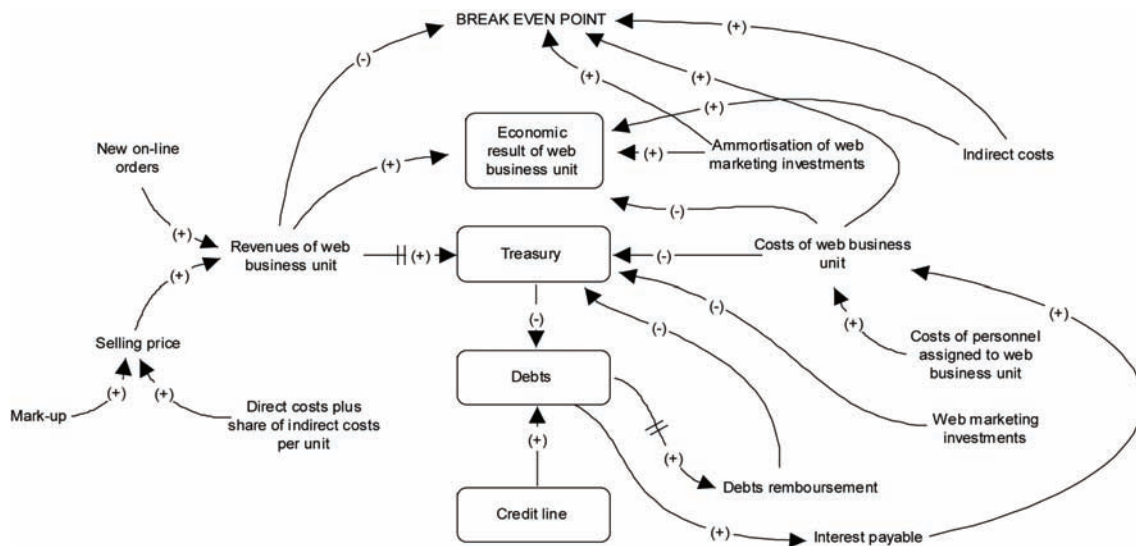 BREAK EVEN POINT
(+)
(-)
(+)
(+)
(+)
Economic
result of web
business unit
Ammortisation of web
marketing investments
Indirect costs
New on-line
orders
(+)
(+)
(-)
(+)
Revenues of web
business unit
(+)
Treasury
(-)
Costs of web business
unit
(+)
(-)
(-)
(-)
(+)
Selling price
Costs of personnel
assigned to web
business unit
(+)
Debts
(+)
(+)
Mark-up
Direct costs plus
share of indirect costs
per unit
Web marketing
investments
(+)
(+)
Debts remboursement
Credit line
(+)
Interest payable